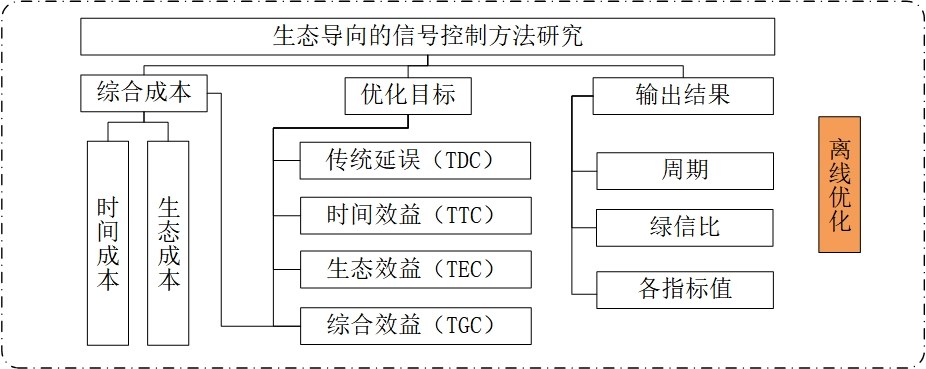 生态导向的信号控制方法研究
综合成本
时间成本
生态成本
优化目标
传统延误（TDC）
时间效益（TTC）
生态效益（TEC）
综合效益（TGC）
输出结果
周期
绿信比
各指标值
离线优化